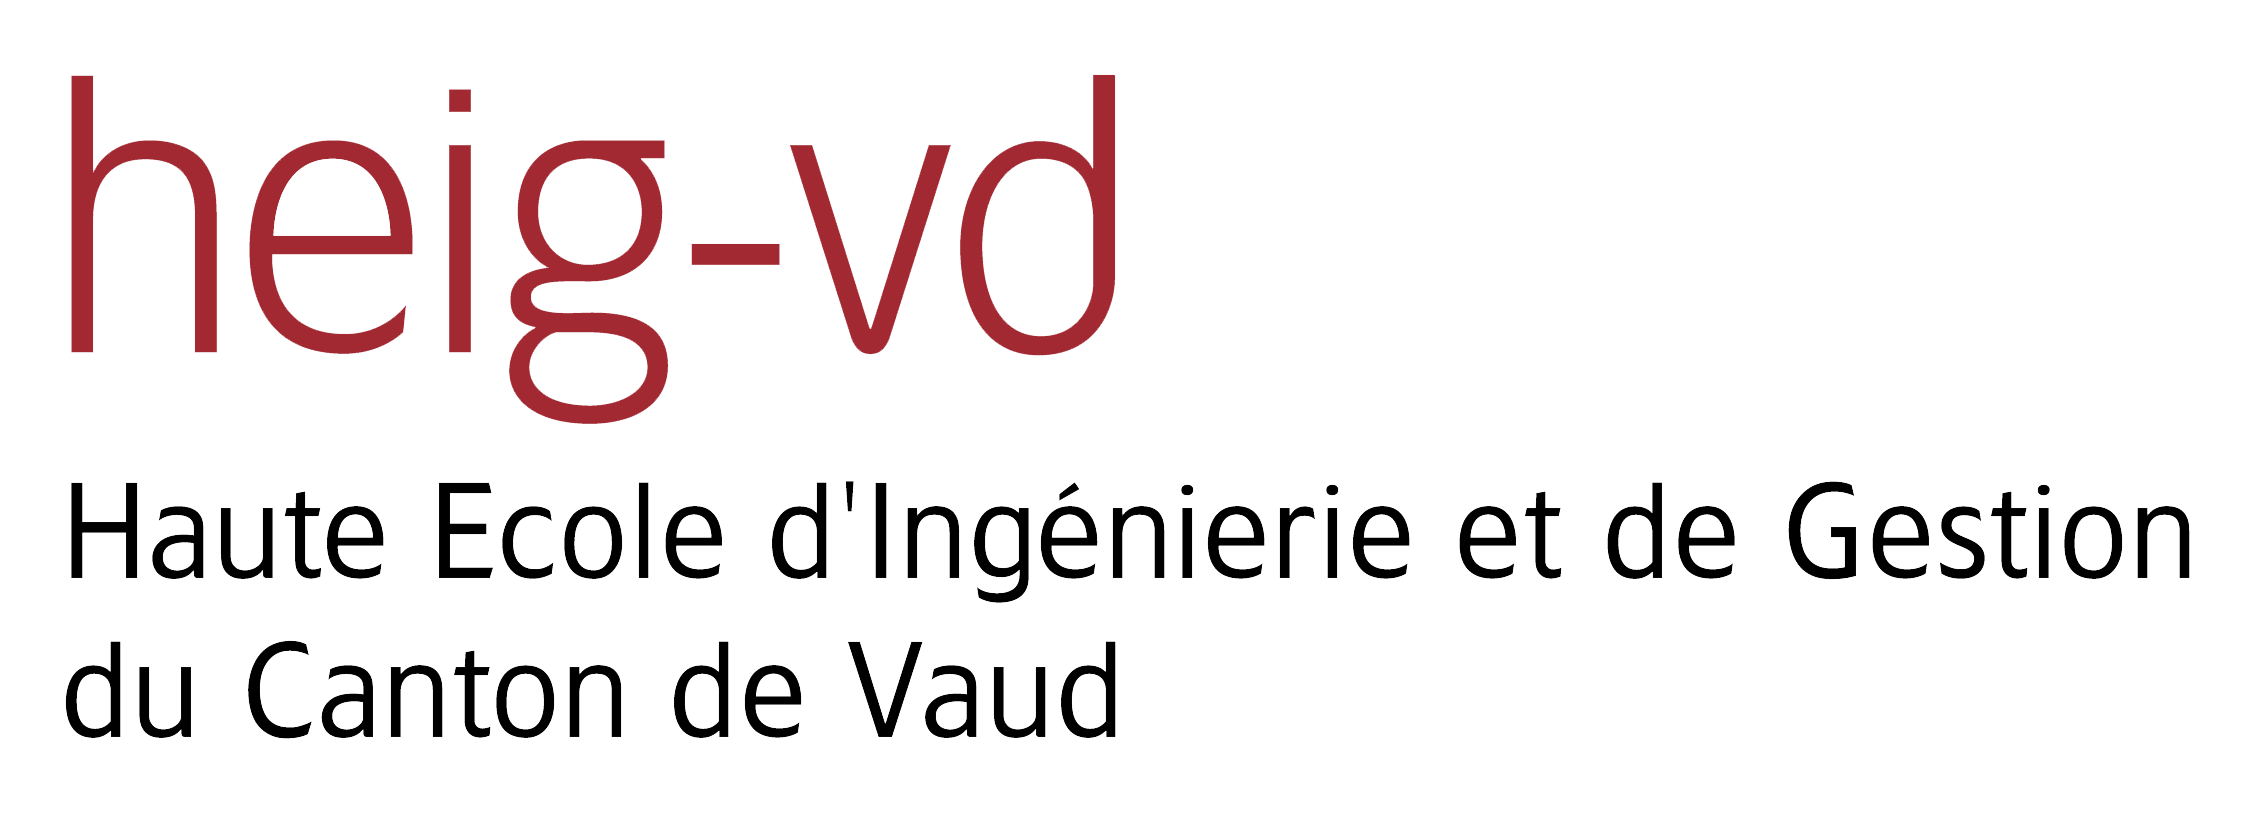 heig-vd
Haute Ecole d'Ingénierie et de Gestion
du Canton de Vaud